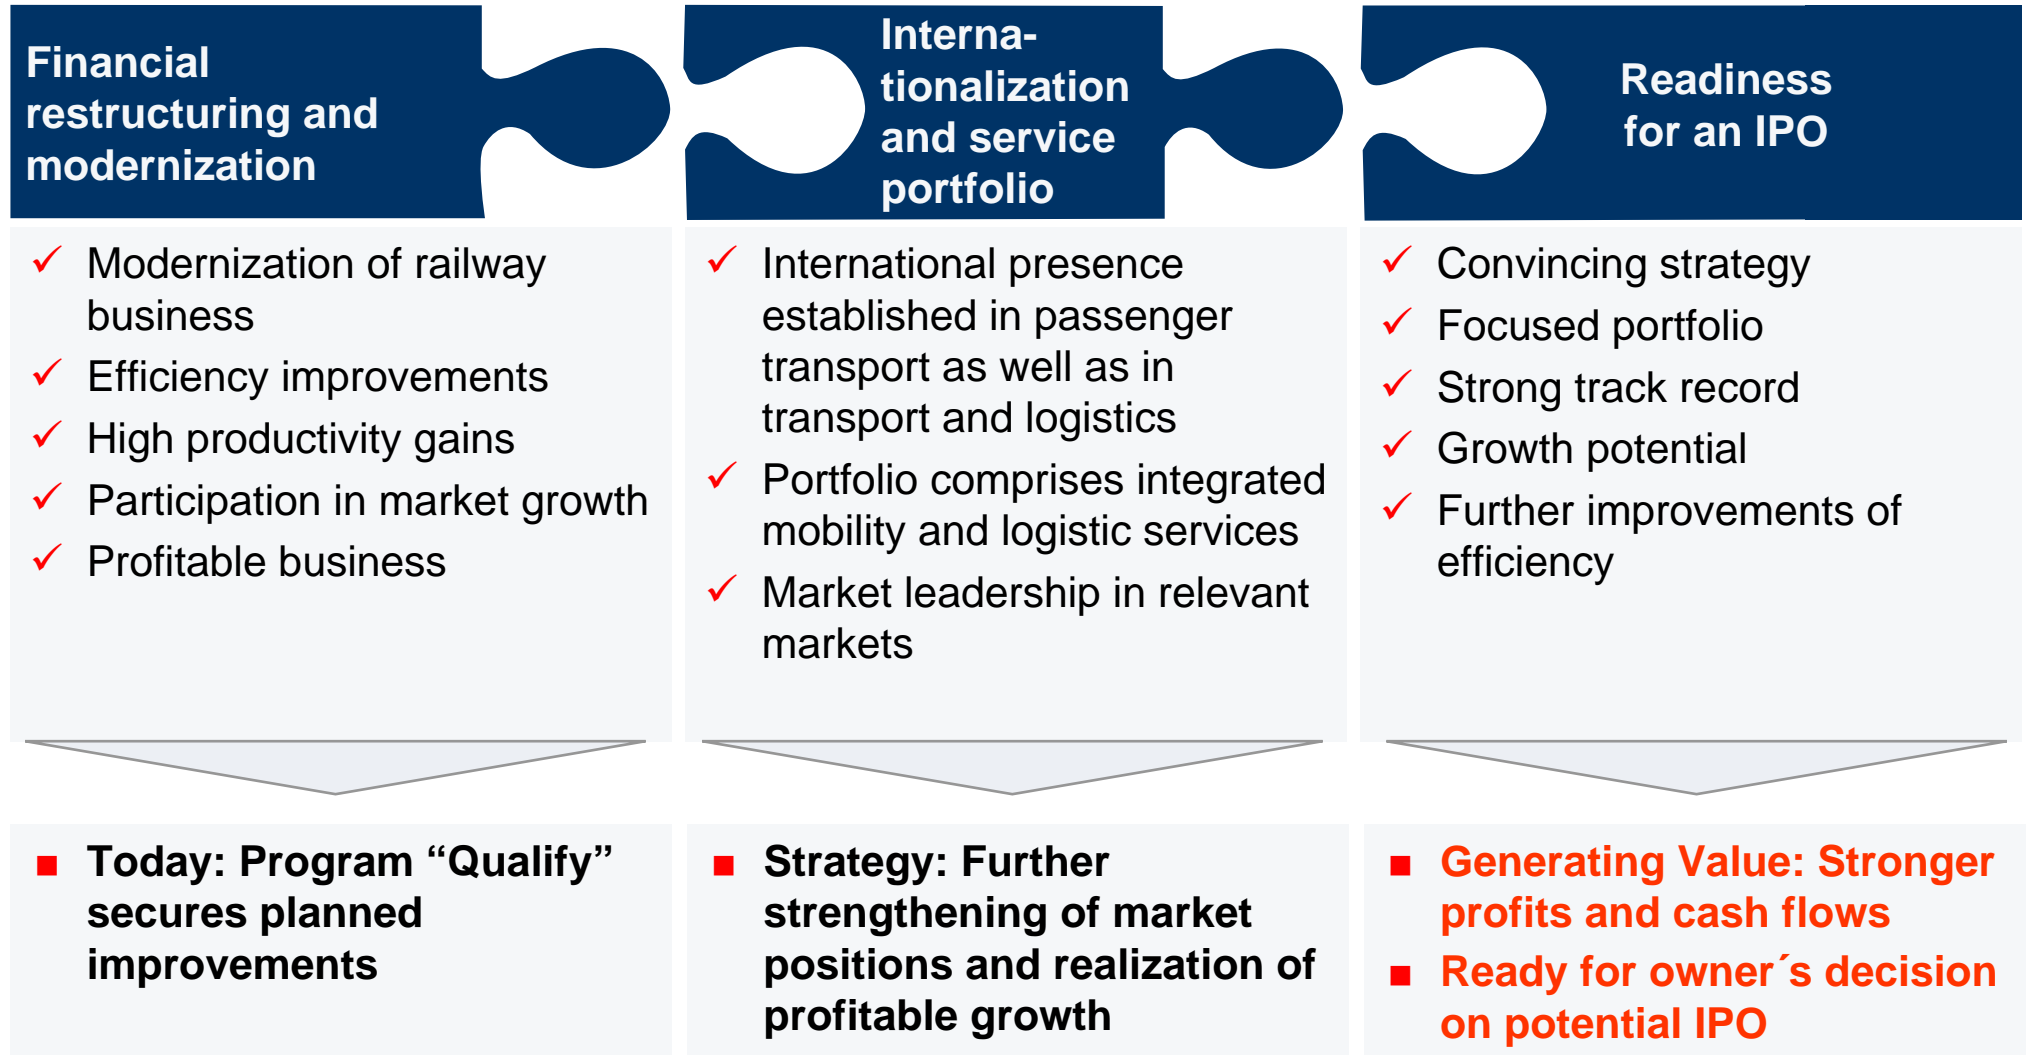 Financial
restructuring and
modernization
Interna-
tionalization
and service
portfolio
Readiness
for an IPO
Modernization of railway
business
Efficiency improvements
High productivity gains
Participation in market growth
Profitable business
International presence
established in passenger
transport as well as in
transport and logistics
Portfolio comprises integrated
mobility and logistic services
Market leadership in relevant
markets
Convincing strategy
Focused portfolio
Strong track record
Growth potential
Further improvements of
efficiency
Today: Program “Qualify”
secures planned
improvements
Strategy: Further
strengthening of market
positions and realization of
profitable growth
Generating Value: Stronger
profits and cash flows
Ready for owner´s decision
on potential IPO